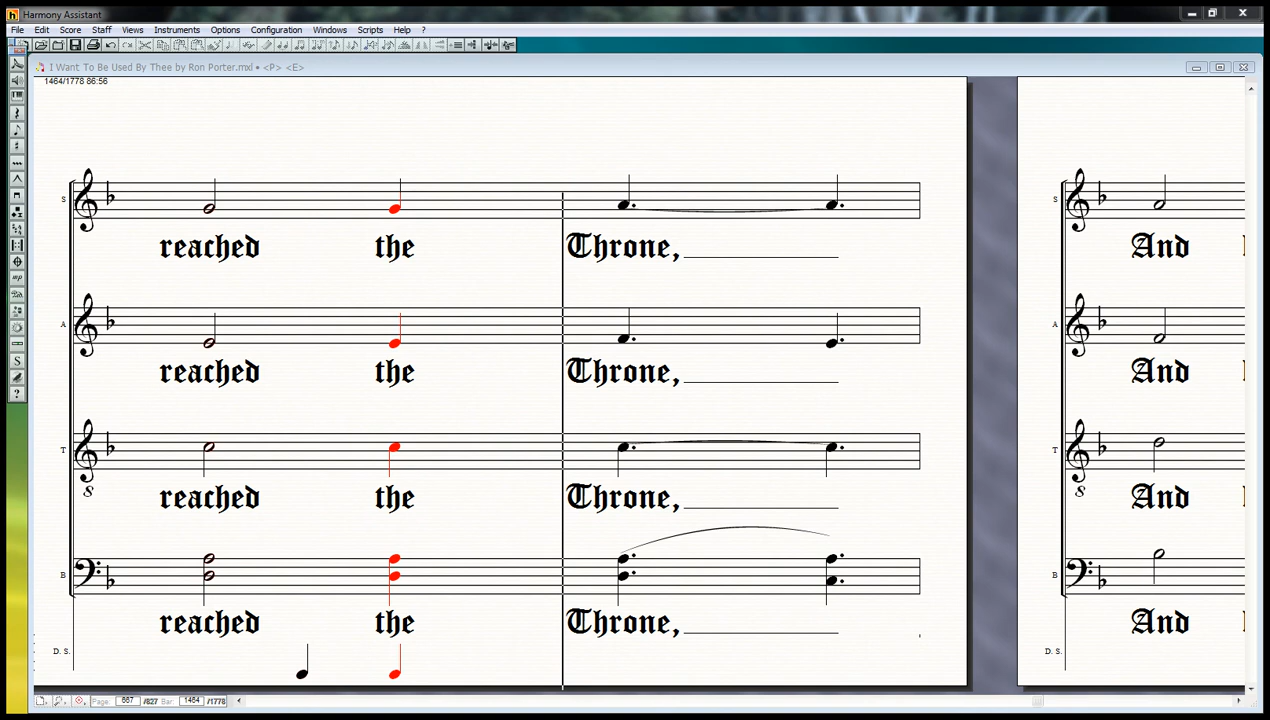 Harmony Assistant
File Edit Score Staff Views Instruments Options Configuration Windows Scripts Help ?
I Want To Be Used By Thee by Ron Porter.mxl • <P> <E>
1464/1778 86:56
S
S
reached the Throne,
And
A
A
reached the Throne,
And
T
T
8
8
reached the Throne,
And
B
B
reached the Throne,
And
D. S.
D. S.
Page: 667 /827 Bar: 1464 /1778